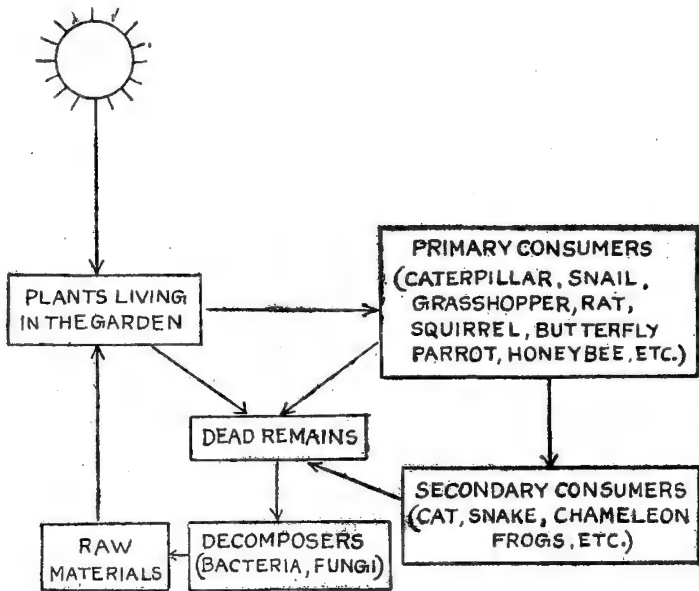 PLANTS LIVING
IN THE GARDEN
PRIMARY CONSUMERS
(CATERPILLAR, SNAIL,
GRASSHOPPER, RAT,
SQUIRREL, BUTTERFLY
PARROT, HONEYBEE, ETC.)
DEAD REMAINS
SECONDARY CONSUMERS
(CAT, SNAKE, CHAMELEON
FROGS, ETC.)
DECOMPOSERS
(BACTERIA, FUNGI)
RAW
MATERIALS